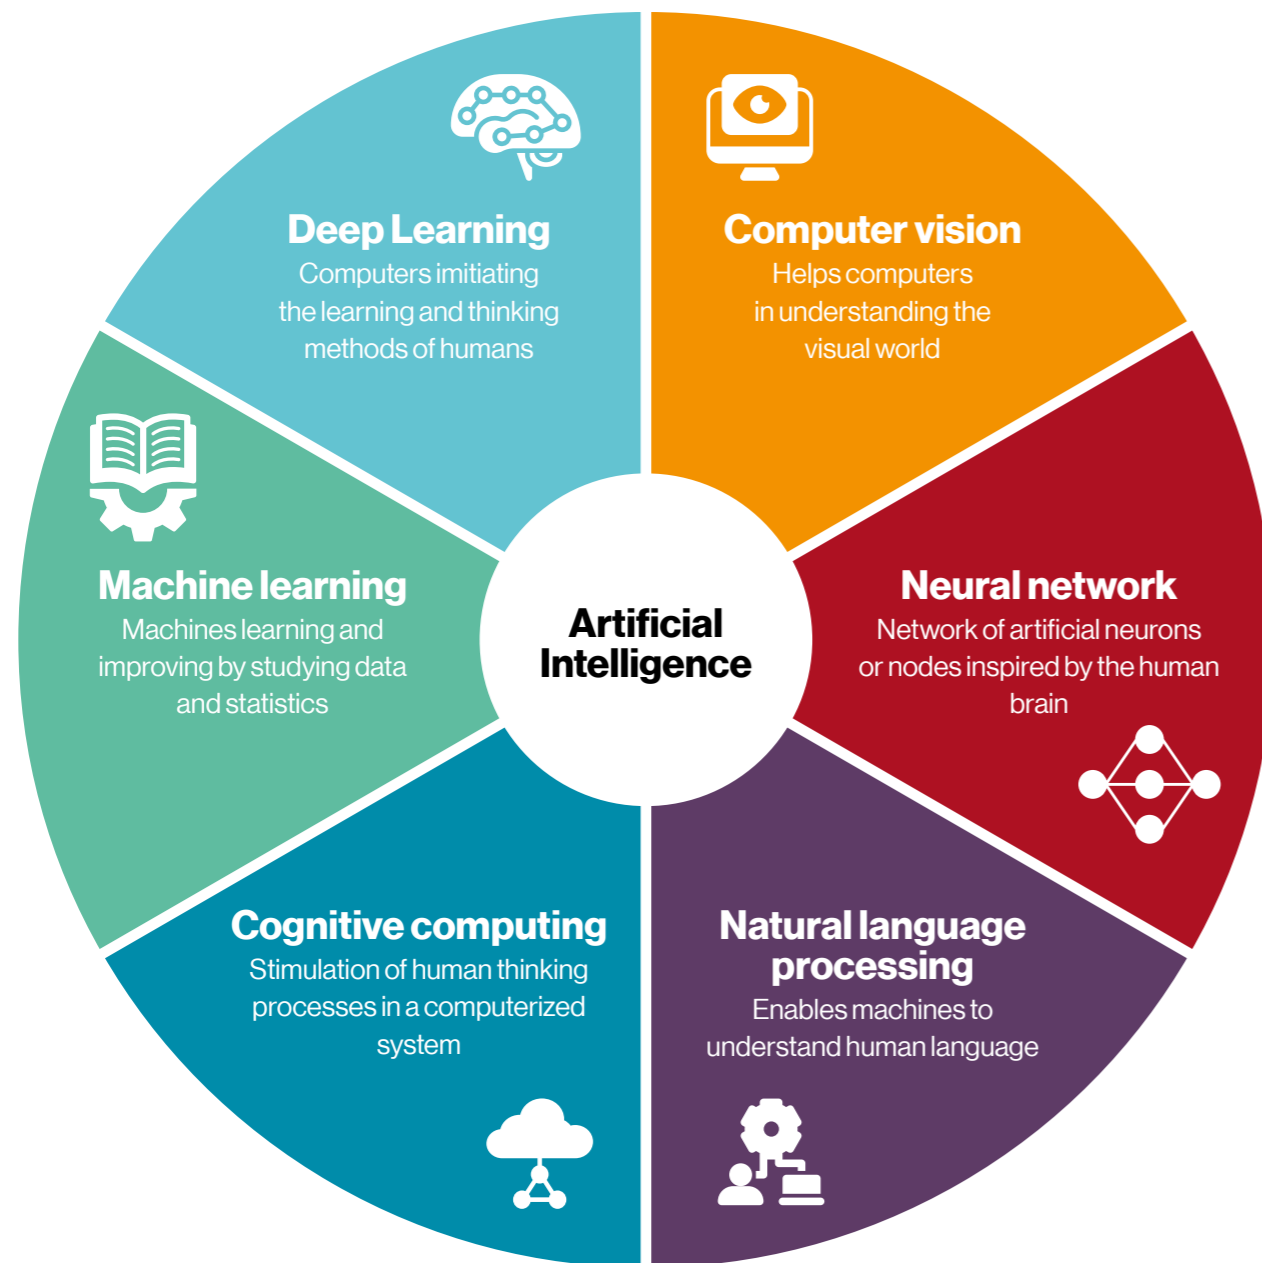 Deep Learning
Computers imitiating
the learning and thinking
methods of humans
Computer vision
Helps computers
in understanding the
visual world
Machine learning
Machines learning and
improving by studying data
and statistics
Artificial
Intelligence
Neural network
Network of artificial neurons
or nodes inspired by the human
brain
Cognitive computing
Stimulation of human thinking
processes in a computerized
system
Natural language
processing
Enables machines to
understand human language